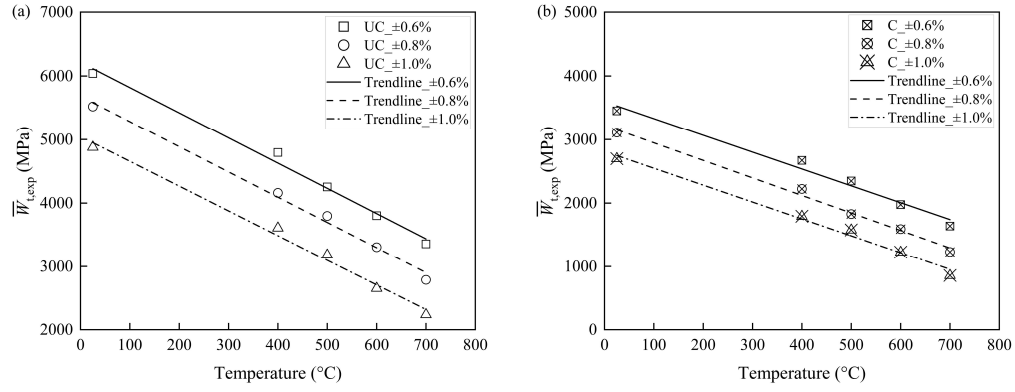 (a)
7000
6000
5000
4000
3000
2000
0 100 200 300 400 500 600 700 800
Temperature (°C)
W̅t,exp (MPa)
UC_±0.6%
UC_±0.8%
UC_±1.0%
Trendline_±0.6%
Trendline_±0.8%
Trendline_±1.0%
(b)
5000
4000
3000
2000
1000
0
0 100 200 300 400 500 600 700 800
Temperature (°C)
W̅t,exp (MPa)
C_±0.6%
C_±0.8%
C_±1.0%
Trendline_±0.6%
Trendline_±0.8%
Trendline_±1.0%